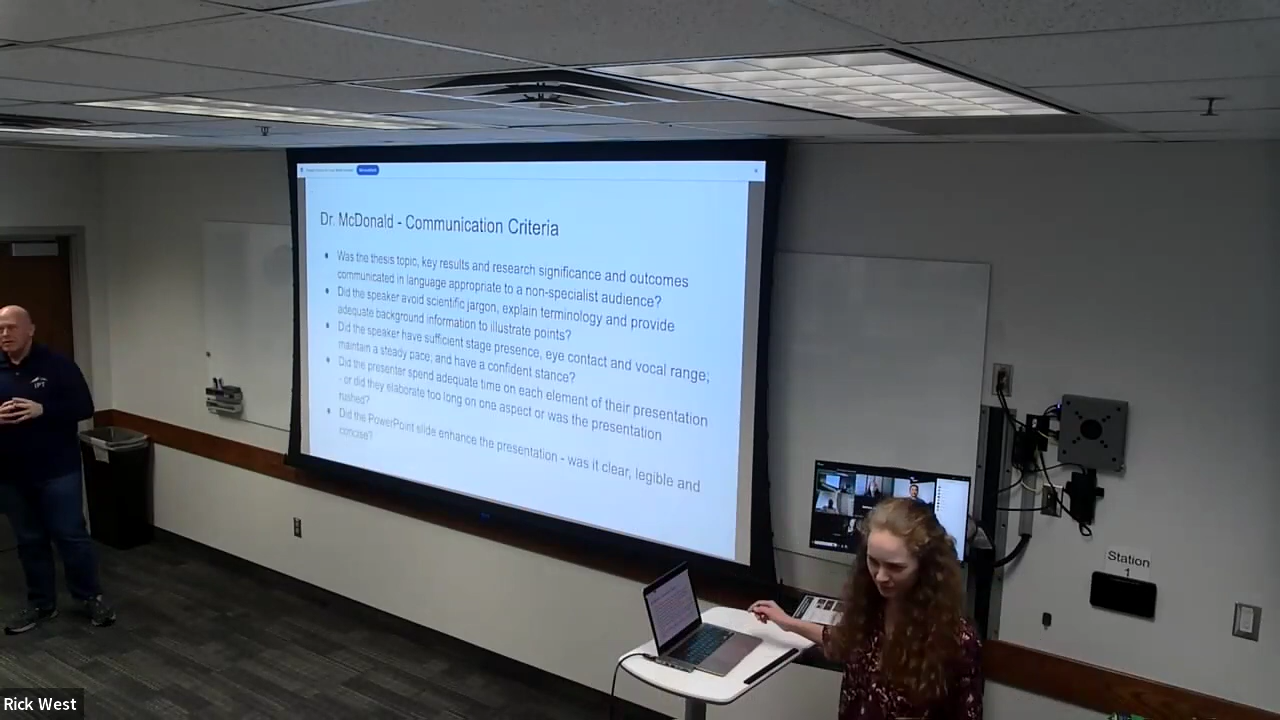 Dr. McDonald - Communication Criteria
• Was the thesis topic, key results and research significance and outcomes
communicated in language appropriate to a non-specialist audience?
• Did the speaker avoid scientific jargon, explain terminology and provide
adequate background information to illustrate points?
• Did the speaker have sufficient stage presence, eye contact and vocal range;
maintain a steady pace; and have a confident stance?
• Did the presenter spend adequate time on each element of their presentation
- or did they elaborate too long on one aspect or was the presentation
rushed?
• Did the PowerPoint slide enhance the presentation - was it clear, legible and
concise?
IPT
Station
1
Rick West